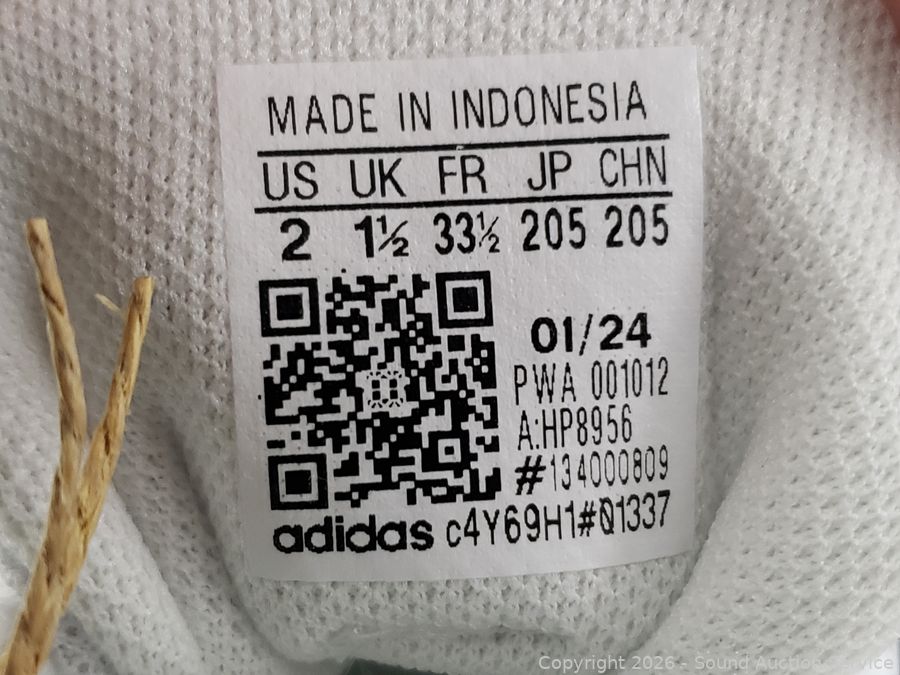 MADE IN INDONESIA
US UK FR JP CHN
2 1½ 33½ 205 205
01/24
PWA 001012
A:HP8956
#134000809
adidas c4Y69H1#Q1337
Copyright 2026 - Sound Auction Service